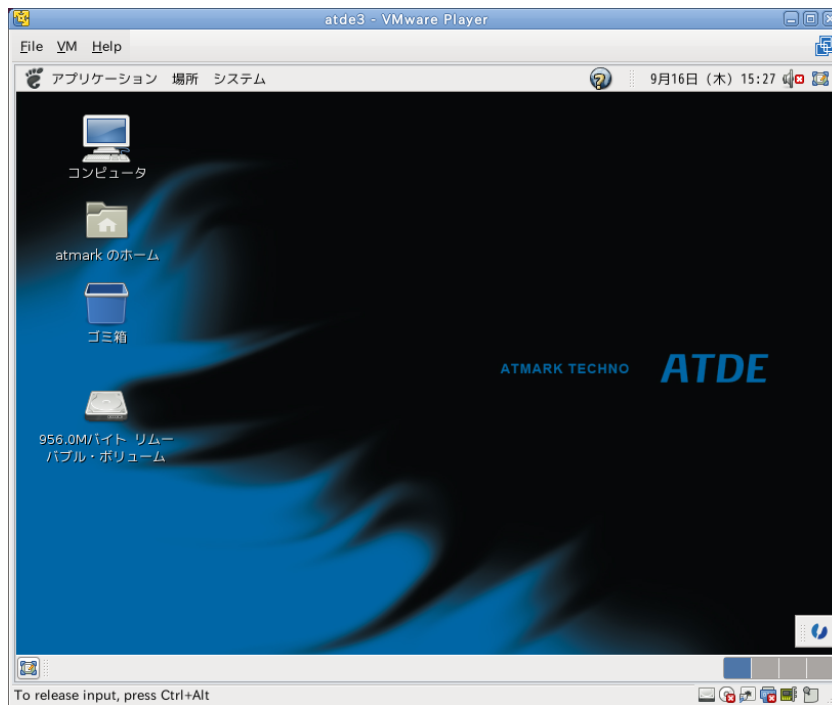 atde3 - VMware Player
File VM Help
アプリケーション 場所 システム 9月16日 (木) 15:27
コンピュータ
atmark のホーム
ゴミ箱
ATMARK TECHNO ATDE
956.0Mバイト リムー
バブル・ボリューム
To release input, press Ctrl+Alt